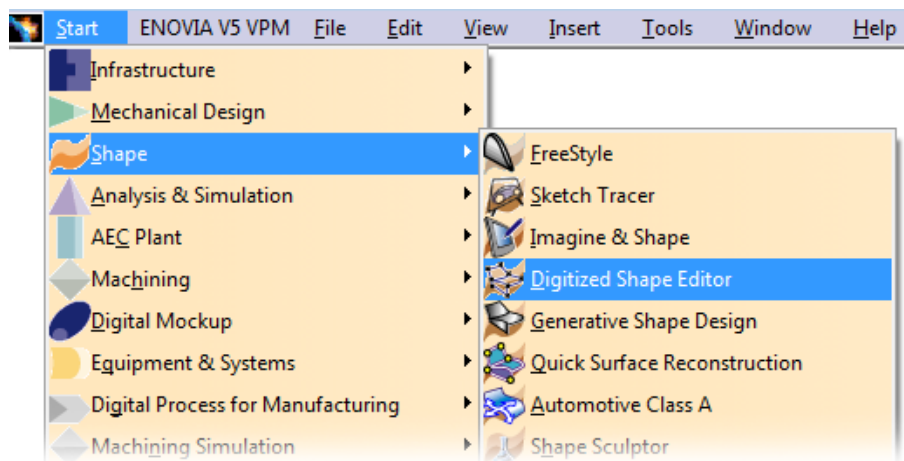 Start ENOVIA V5 VPM File Edit View Insert Tools Window Help
Infrastructure
Mechanical Design
Shape
Analysis & Simulation
AEC Plant
Machining
Digital Mockup
Equipment & Systems
Digital Process for Manufacturing
Machining Simulation
FreeStyle
Sketch Tracer
Imagine & Shape
Digitized Shape Editor
Generative Shape Design
Quick Surface Reconstruction
Automotive Class A
Shape Sculptor